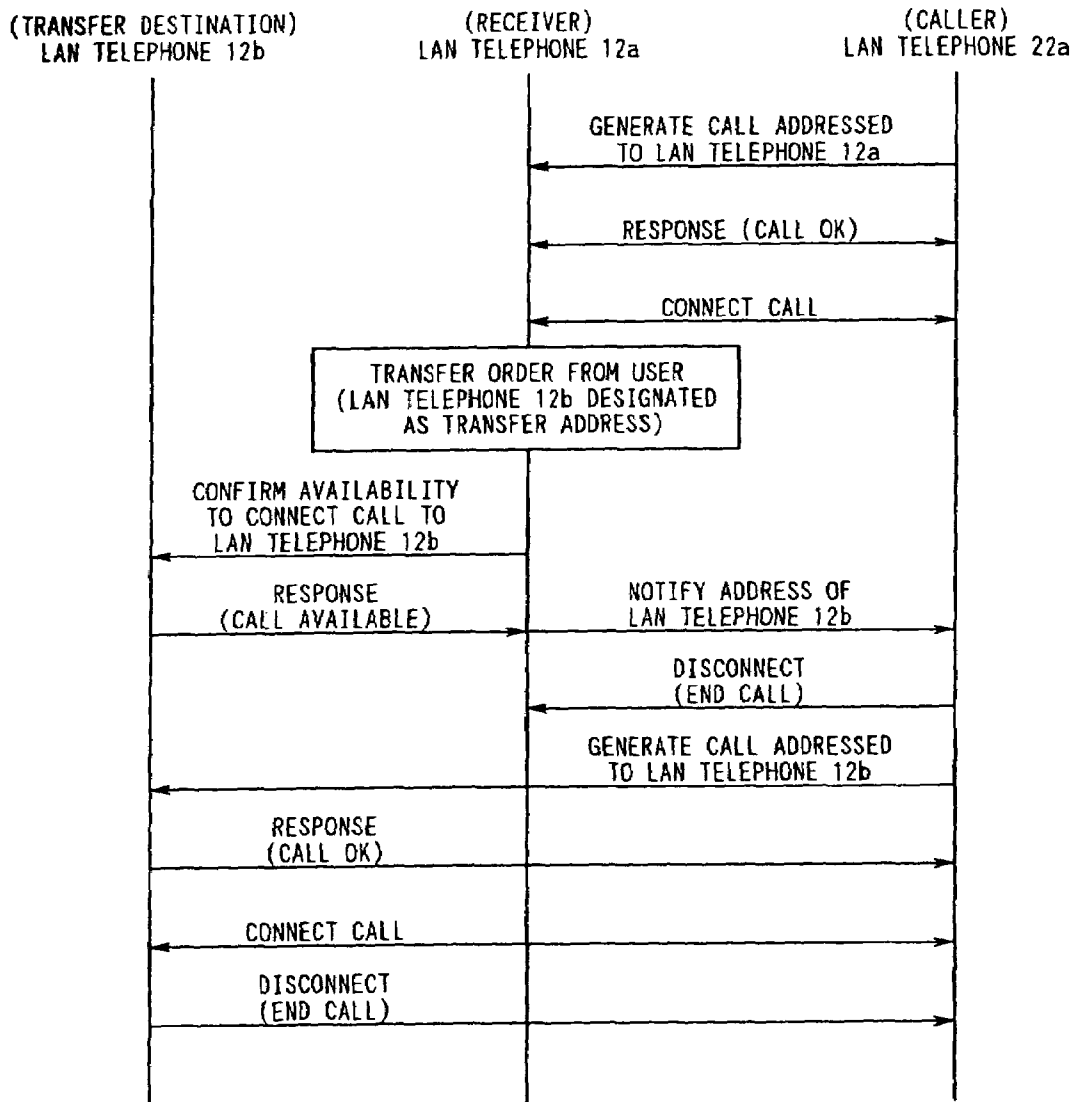 (TRANSFER DESTINATION)
LAN TELEPHONE 12b
(RECEIVER)
LAN TELEPHONE 12a
(CALLER)
LAN TELEPHONE 22a
GENERATE CALL ADDRESSED
TO LAN TELEPHONE 12a
RESPONSE (CALL OK)
CONNECT CALL
TRANSFER ORDER FROM USER
(LAN TELEPHONE 12b DESIGNATED
AS TRANSFER ADDRESS)
CONFIRM AVAILABILITY
TO CONNECT CALL TO
LAN TELEPHONE 12b
RESPONSE
(CALL AVAILABLE)
NOTIFY ADDRESS OF
LAN TELEPHONE 12b
DISCONNECT
(END CALL)
GENERATE CALL ADDRESSED
TO LAN TELEPHONE 12b
RESPONSE
(CALL OK)
CONNECT CALL
DISCONNECT
(END CALL)